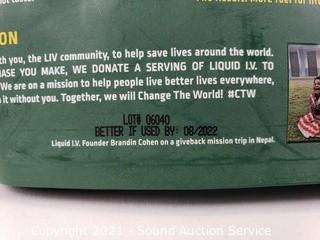 ON
th you, the LIV community, to help save lives around the world.
HASE YOU MAKE, WE DONATE A SERVING OF LIQUID I.V. TO
We are on a mission to help people live better lives everywhere,
n it without you. Together, we will Change The World! #CTW
LOT# 06040
BETTER IF USED BY: 08/2022
Liquid I.V. Founder Brandin Cohen on a giveback mission trip in Nepal.
Copyright 2021 - Sound Auction Service